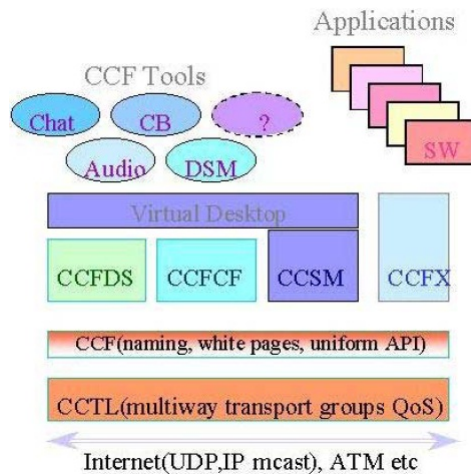 Applications
CCF Tools
Chat
CB
?
Audio
DSM
SW
Virtual Desktop
CCFDS
CCFCF
CCSM
CCFX
CCF(naming, white pages, uniform API)
CCTL(multiway transport groups QoS)
Internet(UDP,IP mcast), ATM etc